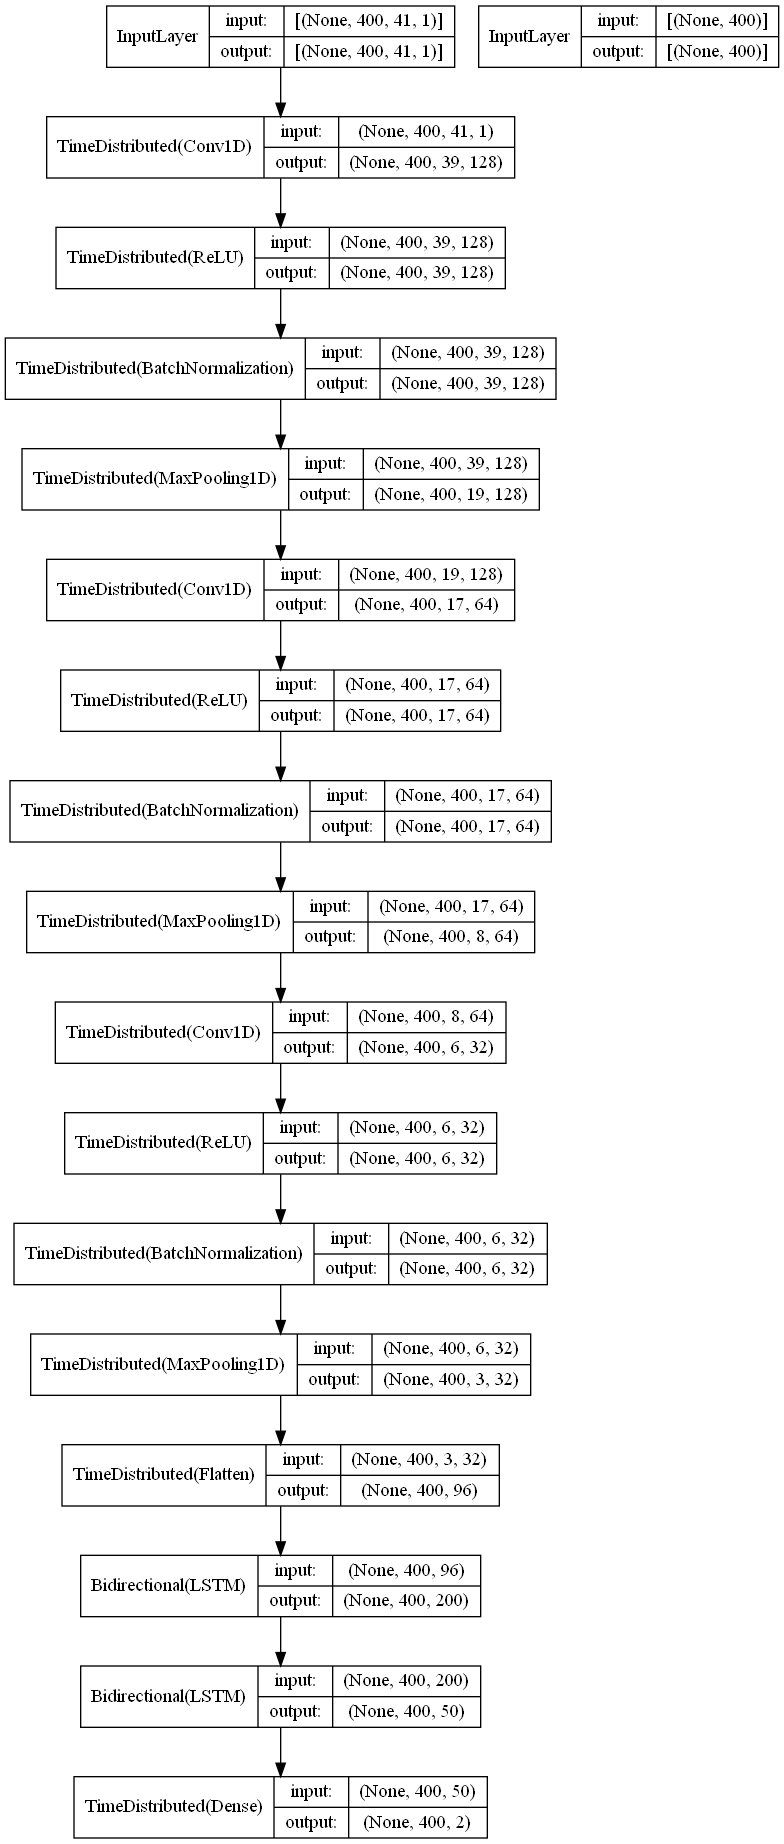 InputLayer
input:
[(None, 400, 41, 1)]
output:
[(None, 400, 41, 1)]
InputLayer
input:
[(None, 400)]
output:
[(None, 400)]
TimeDistributed(Conv1D)
input:
(None, 400, 41, 1)
output:
(None, 400, 39, 128)
TimeDistributed(ReLU)
input:
(None, 400, 39, 128)
output:
(None, 400, 39, 128)
TimeDistributed(BatchNormalization)
input:
(None, 400, 39, 128)
output:
(None, 400, 39, 128)
TimeDistributed(MaxPooling1D)
input:
(None, 400, 39, 128)
output:
(None, 400, 19, 128)
TimeDistributed(Conv1D)
input:
(None, 400, 19, 128)
output:
(None, 400, 17, 64)
TimeDistributed(ReLU)
input:
(None, 400, 17, 64)
output:
(None, 400, 17, 64)
TimeDistributed(BatchNormalization)
input:
(None, 400, 17, 64)
output:
(None, 400, 17, 64)
TimeDistributed(MaxPooling1D)
input:
(None, 400, 17, 64)
output:
(None, 400, 8, 64)
TimeDistributed(Conv1D)
input:
(None, 400, 8, 64)
output:
(None, 400, 6, 32)
TimeDistributed(ReLU)
input:
(None, 400, 6, 32)
output:
(None, 400, 6, 32)
TimeDistributed(BatchNormalization)
input:
(None, 400, 6, 32)
output:
(None, 400, 6, 32)
TimeDistributed(MaxPooling1D)
input:
(None, 400, 6, 32)
output:
(None, 400, 3, 32)
TimeDistributed(Flatten)
input:
(None, 400, 3, 32)
output:
(None, 400, 96)
Bidirectional(LSTM)
input:
(None, 400, 96)
output:
(None, 400, 200)
Bidirectional(LSTM)
input:
(None, 400, 200)
output:
(None, 400, 50)
TimeDistributed(Dense)
input:
(None, 400, 50)
output:
(None, 400, 2)